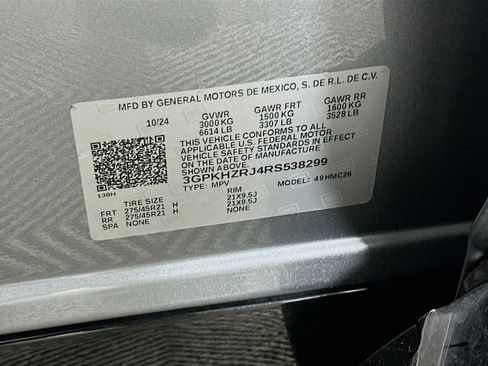 MFD BY GENERAL MOTORS DE MEXICO, S. DE R.L. DE C.V.
10/24 GVWR GAWR FRT GAWR RR
3000 KG 1500 KG 1600 KG
6614 LB 3307 LB 3528 LB
THIS VEHICLE CONFORMS TO ALL
APPLICABLE U.S. FEDERAL MOTOR
VEHICLE SAFETY STANDARDS IN EFFECT
ON THE DATE OF MANUFACTURE
SHOWN ABOVE.
3GPKHZRJ4RS538299
TYPE: MPV MODEL: 49HMC26
130H
TIRE SIZE RIM
FRT 275/45R21 H 21X9.5J
RR 275/45R21 H 21X9.5J
SPA NONE NONE